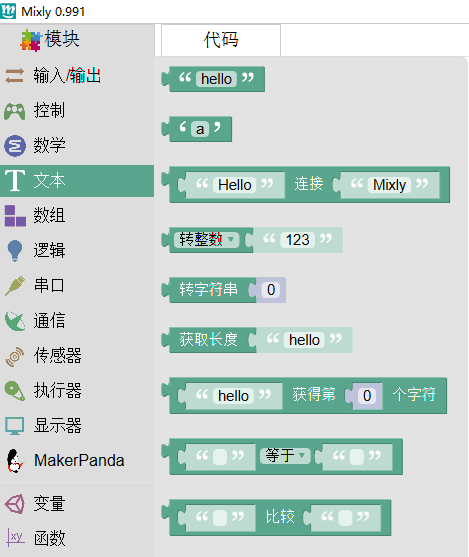 Mixly 0.991
模块
代码
输入/输出
控制
数学
文本
数组
逻辑
串口
通信
传感器
执行器
显示器
MakerPanda
变量
xy 函数
“ hello ”
‘ a ’
“ Hello ” 连接 “ Mixly ”
转整数 “ 123 ”
转字符串 0
获取长度 “ hello ”
“ hello ” 获得第 0 个字符
“ ” 等于 “ ”
“ ” 比较 “ ”